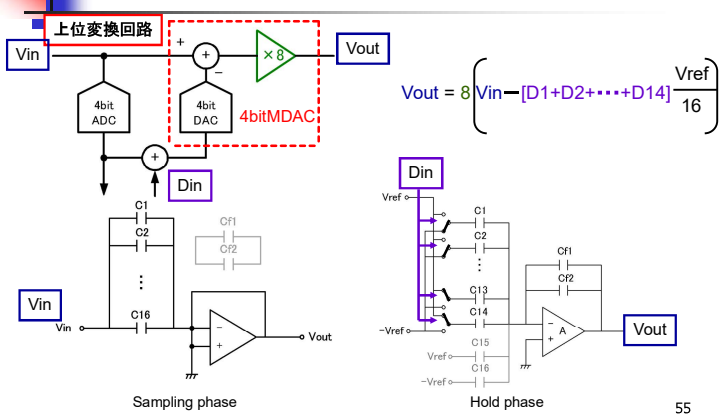 上位変換回路
Vin
+
+
−
×8
Vout
4bit
ADC
4bit
DAC
4bitMDAC
+
Din
Vout = 8(Vin−[D1+D2+････+D14] Vref
16
C1
C2
⋮
C16
Cf1
Cf2
Vin
Vin
−
+
Vout
Sampling phase
Din
Vref
C1
C2
⋮
C13
C14
-Vref
Vref
C15
-Vref
C16
Cf1
Cf2
−
A
+
Vout
Hold phase
55